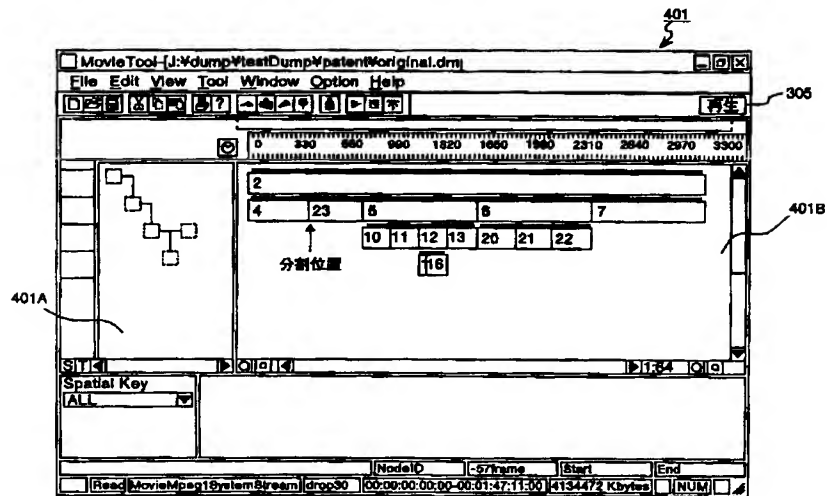 401
MovieTool-[J:¥dump¥testDump¥patent¥original.dm
File Edit View Tool Window Option Help
? 再生
305
0 330 660 990 1320 1650 1980 2310 2640 2970 3300
2
4 23 5 6 7
401B
10 11 12 13 20 21 22
分割位置
16
401A
S T 1:64
Spatial Key
ALL
NodeID -57frame Start End
Read MovieMpeg1SystemStream drop30 00:00:00:00-00:01:47:11:00 4134472 Kbytes NUM